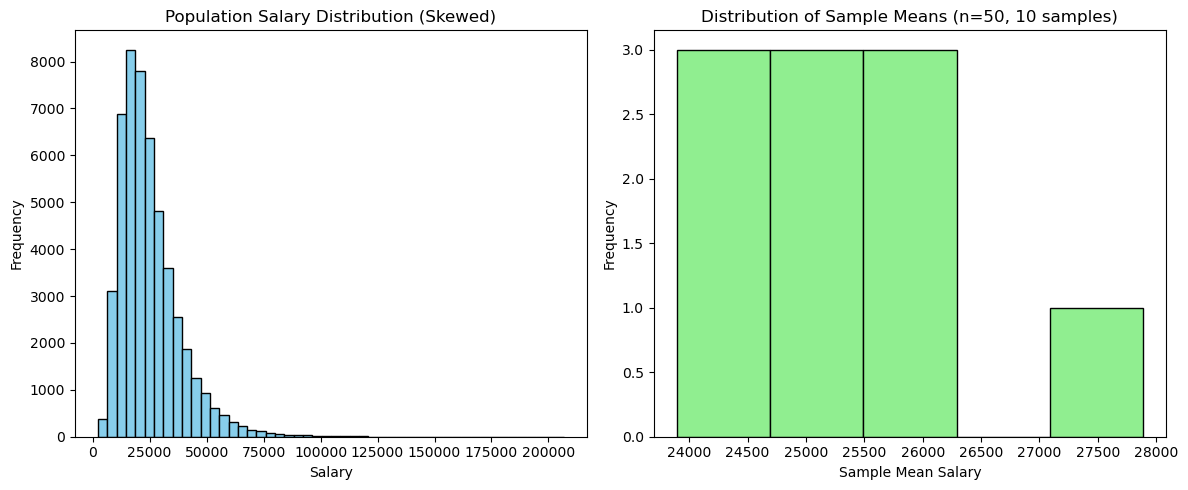 Population Salary Distribution (Skewed)
8000
7000
6000
5000
4000
3000
2000
1000
0
Frequency
0 25000 50000 75000 100000 125000 150000 175000 200000
Salary
Distribution of Sample Means (n=50, 10 samples)
3.0
2.5
2.0
1.5
1.0
0.5
0.0
Frequency
24000 24500 25000 25500 26000 26500 27000 27500 28000
Sample Mean Salary